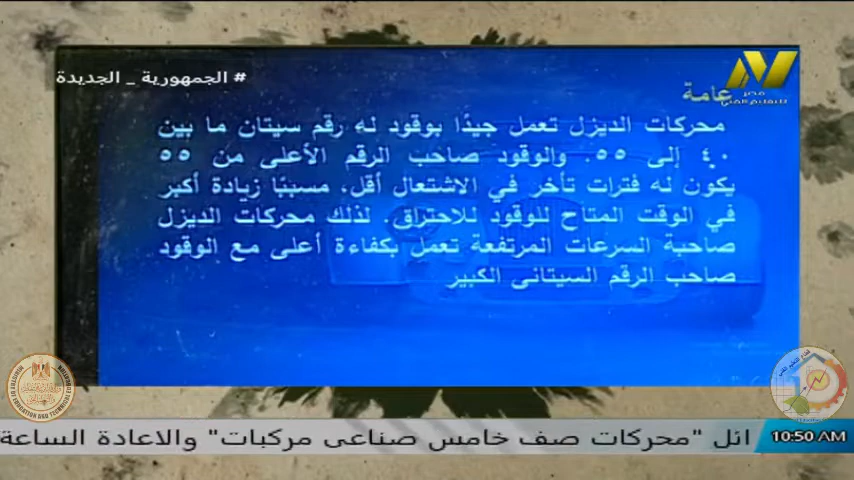 # الجمهورية _ الجديدة
مصر
للتعليم الفني
عامة
محركات الديزل تعمل جيدًا بوقود له رقم سيتان ما بين
٤٠ إلى ٥٥. والوقود صاحب الرقم الأعلى من ٥٥
يكون له فترات تأخر في الاشتعال أقل، مسببًا زيادة أكبر
في الوقت المتاح للوقود للاحتراق. لذلك محركات الديزل
صاحبة السرعات المرتفعة تعمل بكفاءة أعلى مع الوقود
صاحب الرقم السيتانى الكبير
ائل "محركات صف خامس صناعى مركبات" والاعادة الساعة
10:50 AM